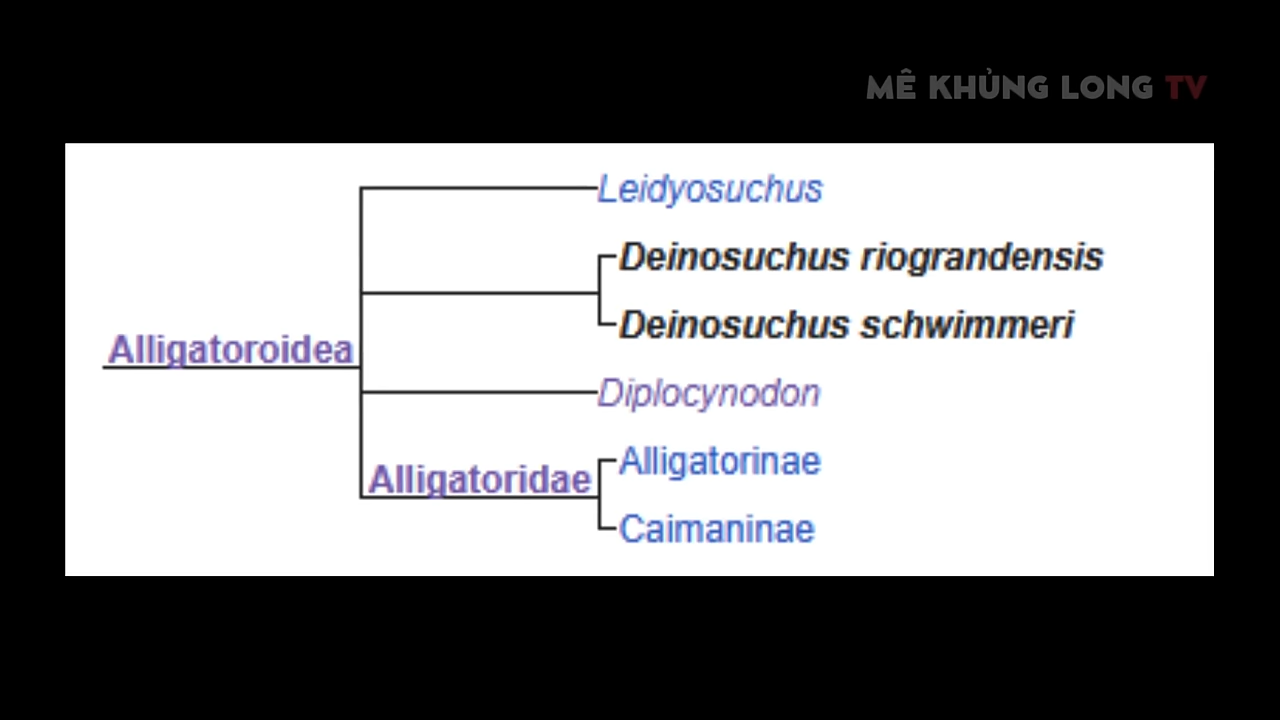 MÊ KHỦNG LONG TV
Leidyosuchus
Deinosuchus riograndensis
Deinosuchus schwimmeri
Alligatoroidea
Diplocynodon
Alligatorinae
Alligatoridae
Caimaninae